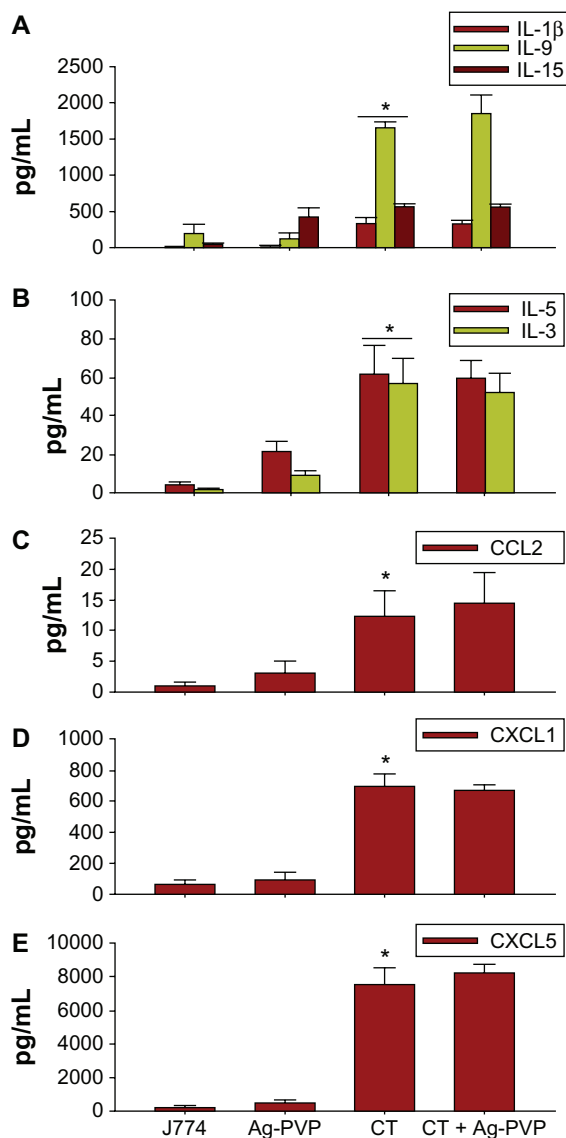 A
IL-1β
IL-9
IL-15
2500
2000
1500
1000
500
0
pg/mL
*
B
IL-5
IL-3
100
80
60
40
20
0
pg/mL
*
C
CCL2
25
20
15
10
5
0
pg/mL
*
D
CXCL1
1000
800
600
400
200
0
pg/mL
*
E
CXCL5
10000
8000
6000
4000
2000
0
pg/mL
*
J774 Ag-PVP CT CT + Ag-PVP